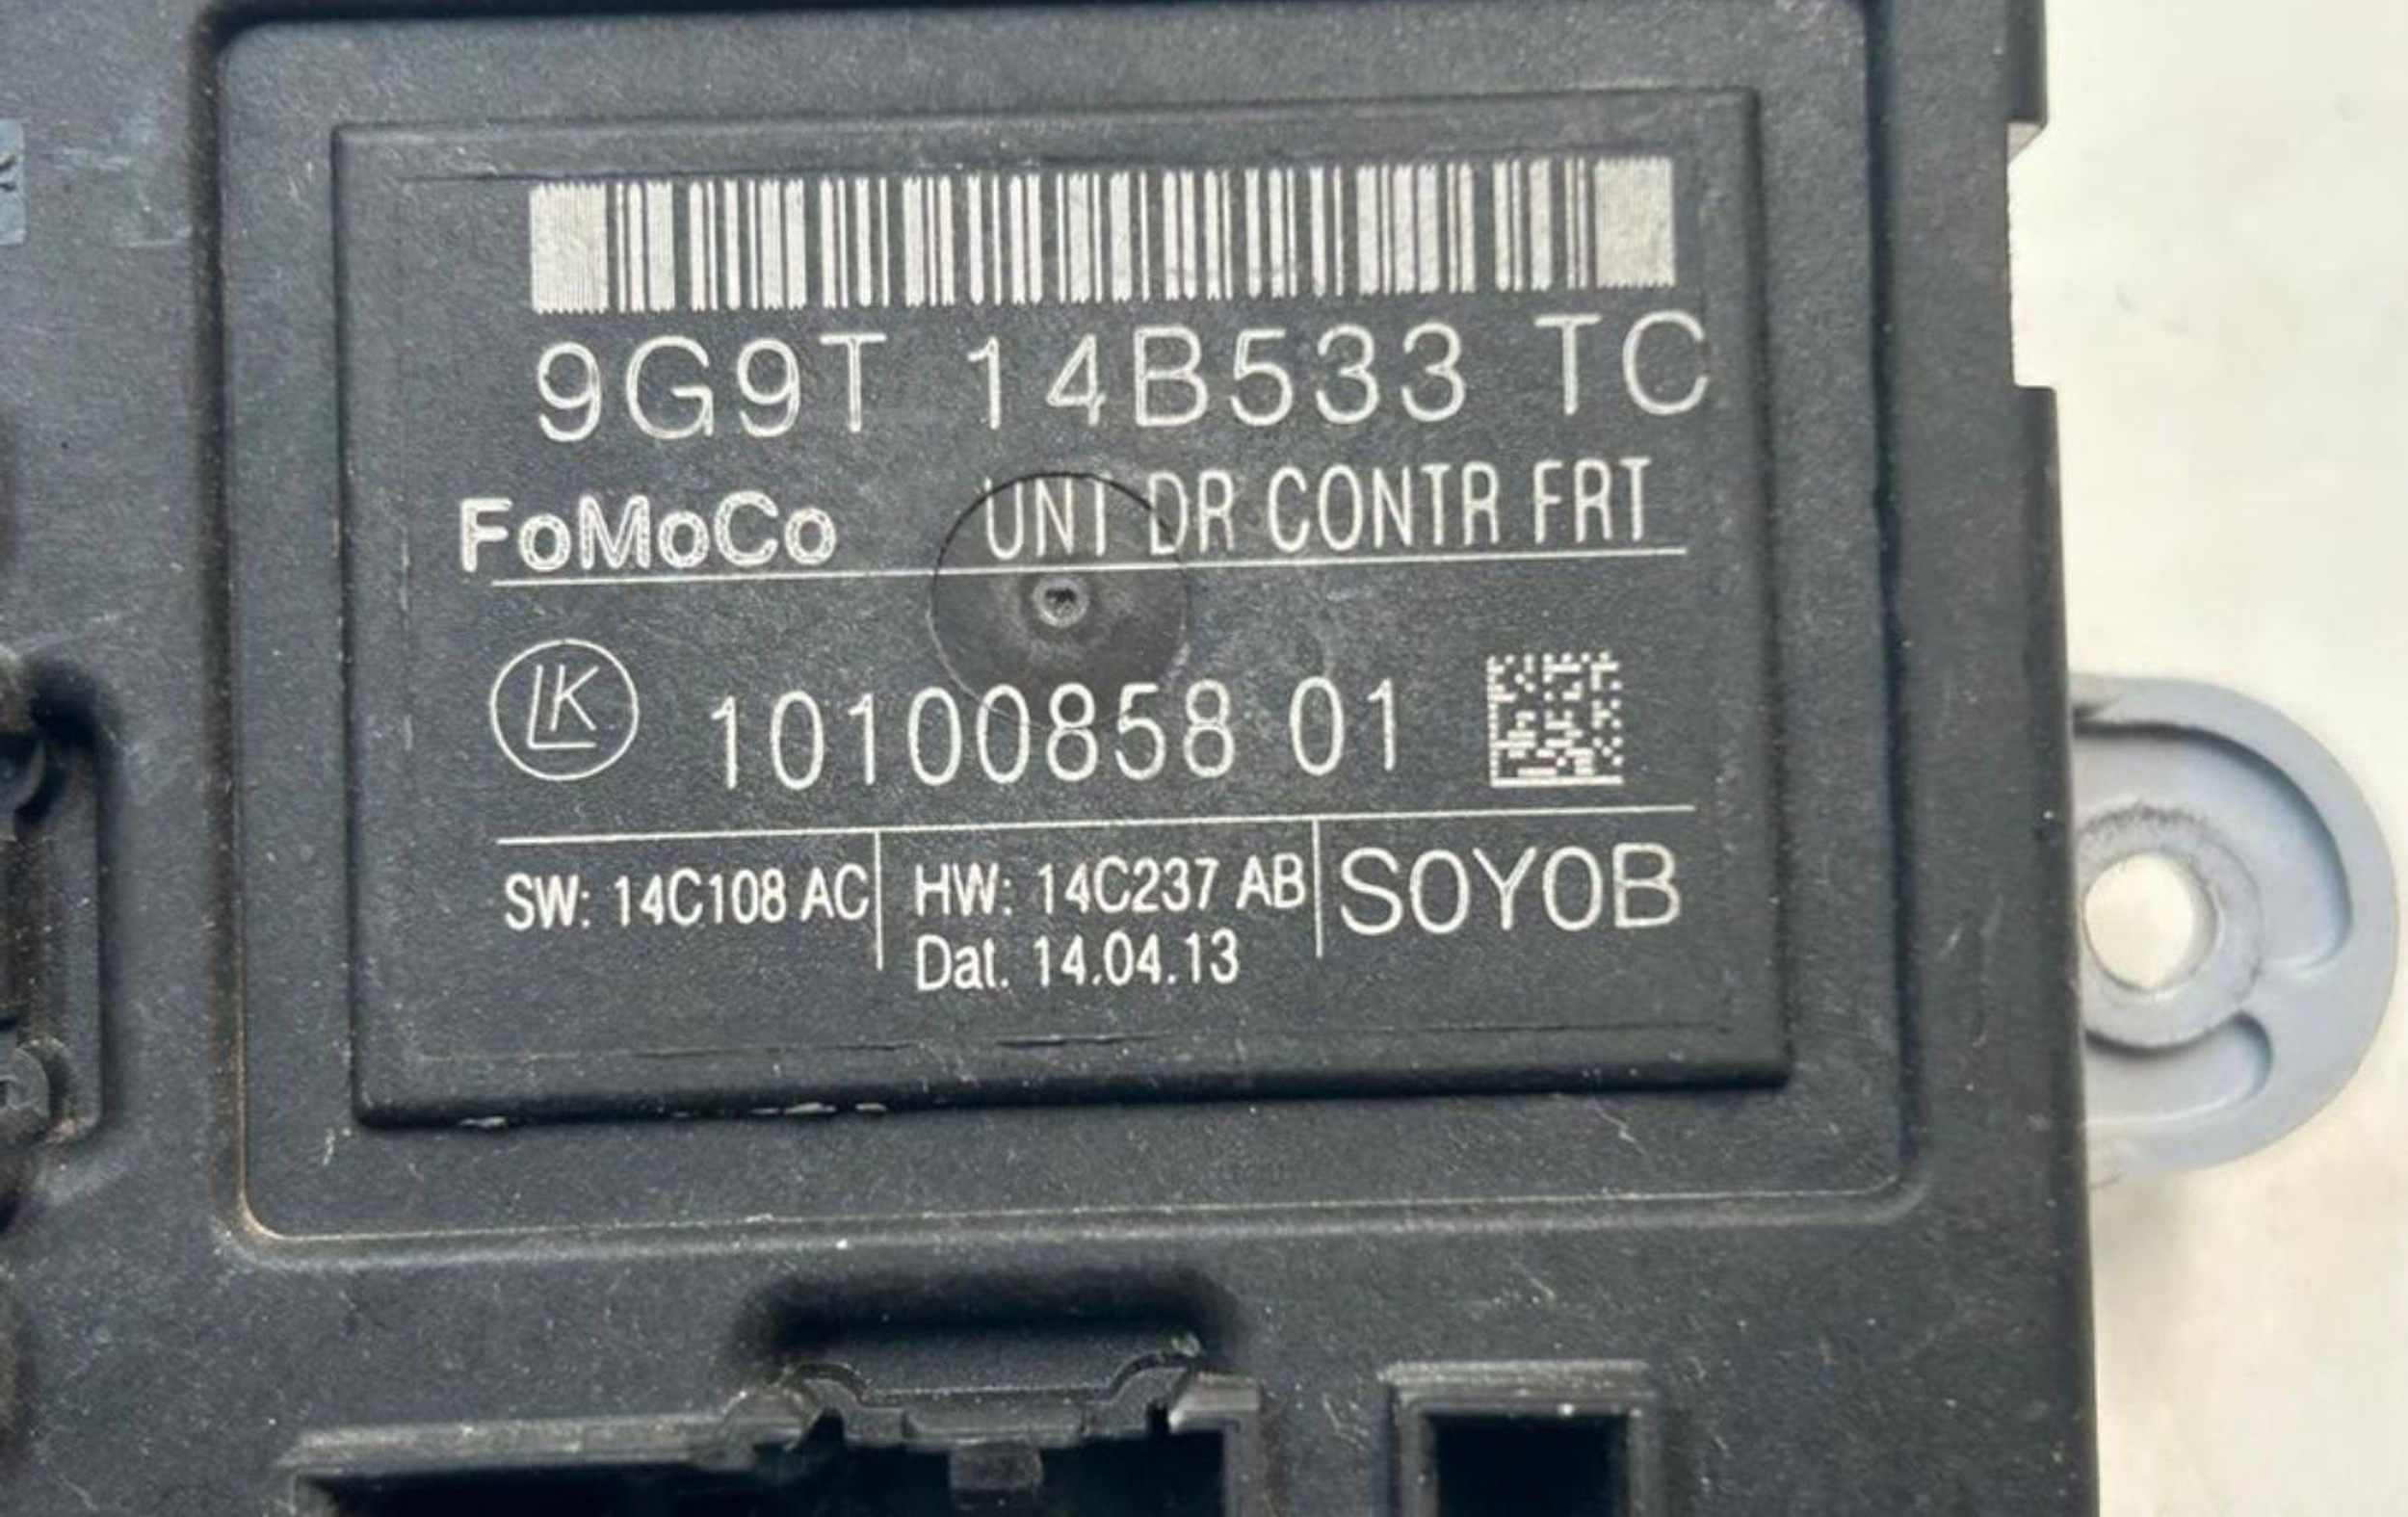 9G9T 14B533 TC
FoMoCo UNT DR CONTR FRT
LK 10100858 01
SW: 14C108 AC HW: 14C237 AB SOYOB
Dat. 14.04.13